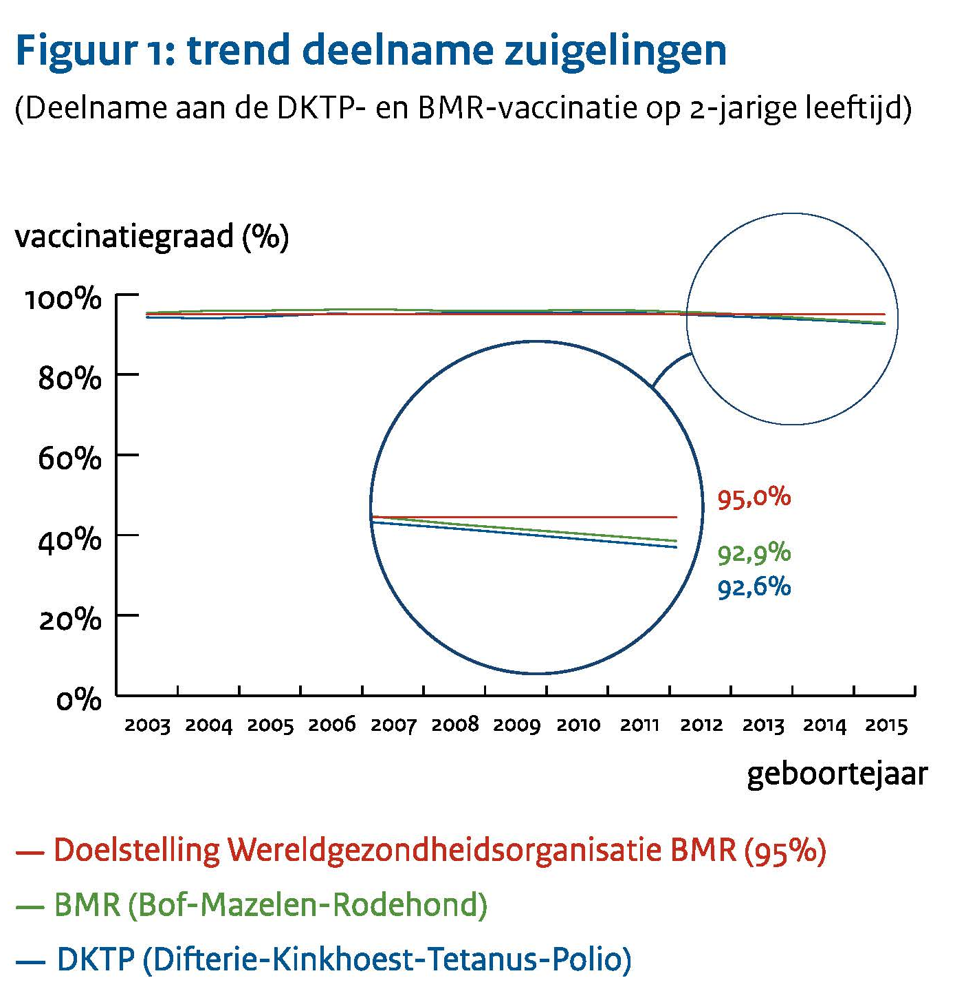 Figuur 1: trend deelname zuigelingen
(Deelname aan de DKTP- en BMR-vaccinatie op 2-jarige leeftijd)
vaccinatiegraad (%)
100%
80%
60%
40%
20%
0%
95,0%
92,9%
92,6%
2003 2004 2005 2006 2007 2008 2009 2010 2011 2012 2013 2014 2015
geboortejaar
— Doelstelling Wereldgezondheidsorganisatie BMR (95%)
— BMR (Bof-Mazelen-Rodehond)
— DKTP (Difterie-Kinkhoest-Tetanus-Polio)